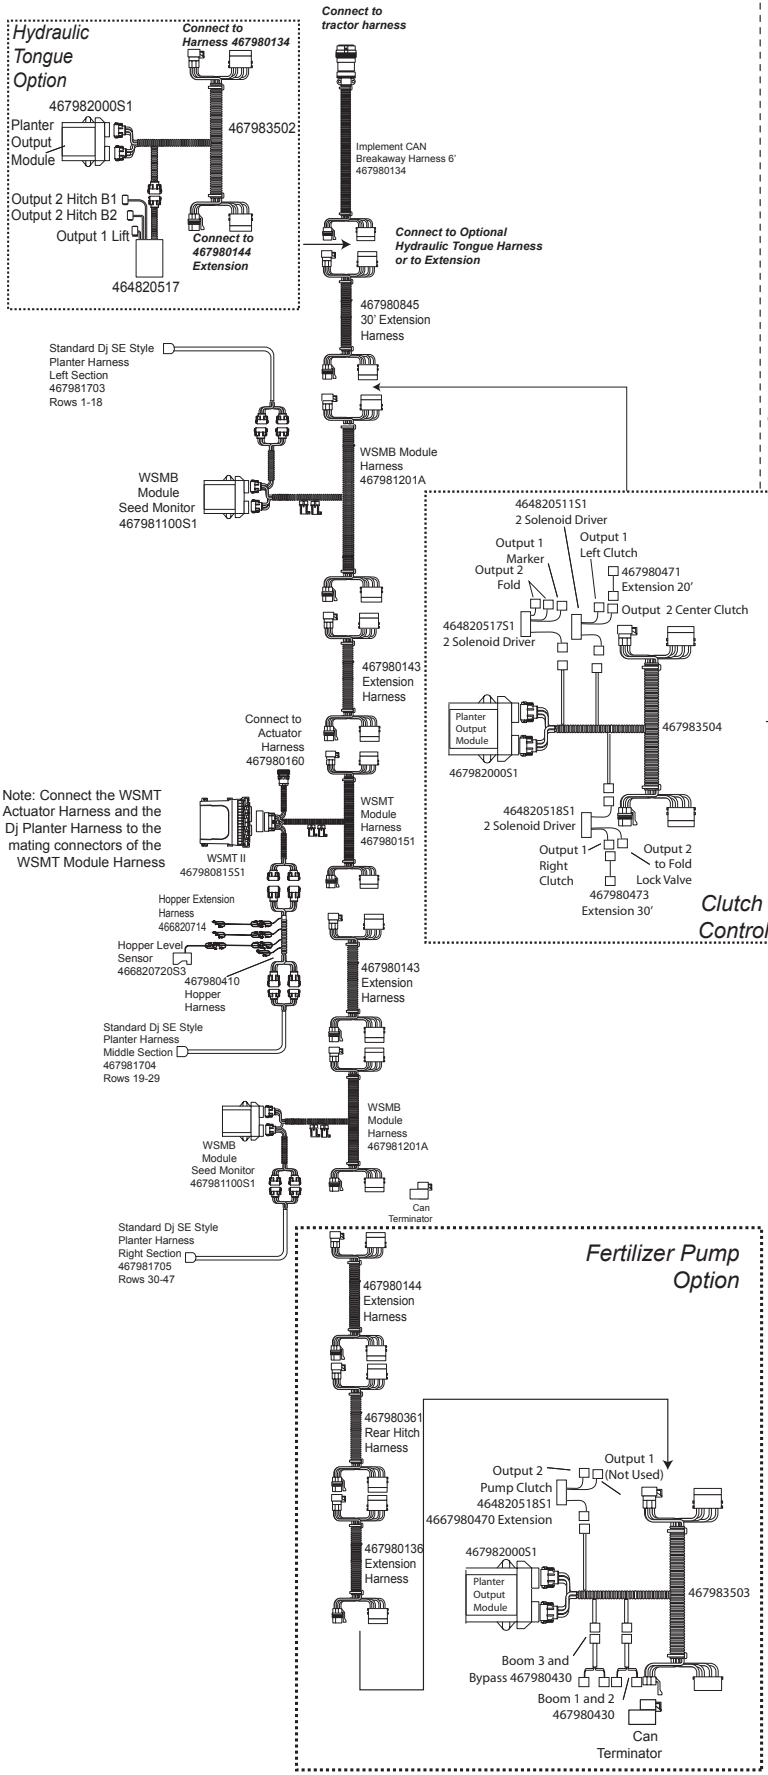 Hydraulic
Tongue
Option
Connect to
Harness 467980134
467982000S1
Planter
Output
Module
467983502
Output 2 Hitch B1
Output 2 Hitch B2
Output 1 Lift
464820517
Connect to
467980144
Extension
Connect to
tractor harness
Implement CAN
Breakaway Harness 6'
467980134
Connect to Optional
Hydraulic Tongue Harness
or to Extension
467980845
30' Extension
Harness
Standard Dj SE Style
Planter Harness
Left Section
467981703
Rows 1-18
WSMB Module
Harness
467981201A
WSMB
Module
Seed Monitor
467981100S1
467980143
Extension
Harness
Connect to
Actuator
Harness
467980160
Note: Connect the WSMT
Actuator Harness and the
Dj Planter Harness to the
mating connectors of the
WSMT Module Harness
WSMT
Module
Harness
467980151
WSMT II
467980815S1
Hopper Extension
Harness
466820714
Hopper Level
Sensor
466820720S3
467980410
Hopper
Harness
467980143
Extension
Harness
Standard Dj SE Style
Planter Harness
Middle Section
467981704
Rows 19-29
WSMB
Module
Harness
467981201A
WSMB
Module
Seed Monitor
467981100S1
Can
Terminator
Standard Dj SE Style
Planter Harness
Right Section
467981705
Rows 30-47
464820511S1
2 Solenoid Driver
Output 1
Marker
Output 1
Left Clutch
Output 2
Fold
467980471
Extension 20'
Output 2 Center Clutch
464820517S1
2 Solenoid Driver
Planter
Output
Module
467983504
467982000S1
464820518S1
2 Solenoid Driver
Output 1
Right
Clutch
Output 2
to Fold
Lock Valve
467980473
Extension 30'
Clutch
Control
Fertilizer Pump
Option
467980144
Extension
Harness
467980361
Rear Hitch
Harness
467980136
Extension
Harness
Output 2
Pump Clutch
464820518S1
4667980470 Extension
Output 1
(Not Used)
467982000S1
Planter
Output
Module
467983503
Boom 3 and
Bypass 467980430
Boom 1 and 2
467980430
Can
Terminator